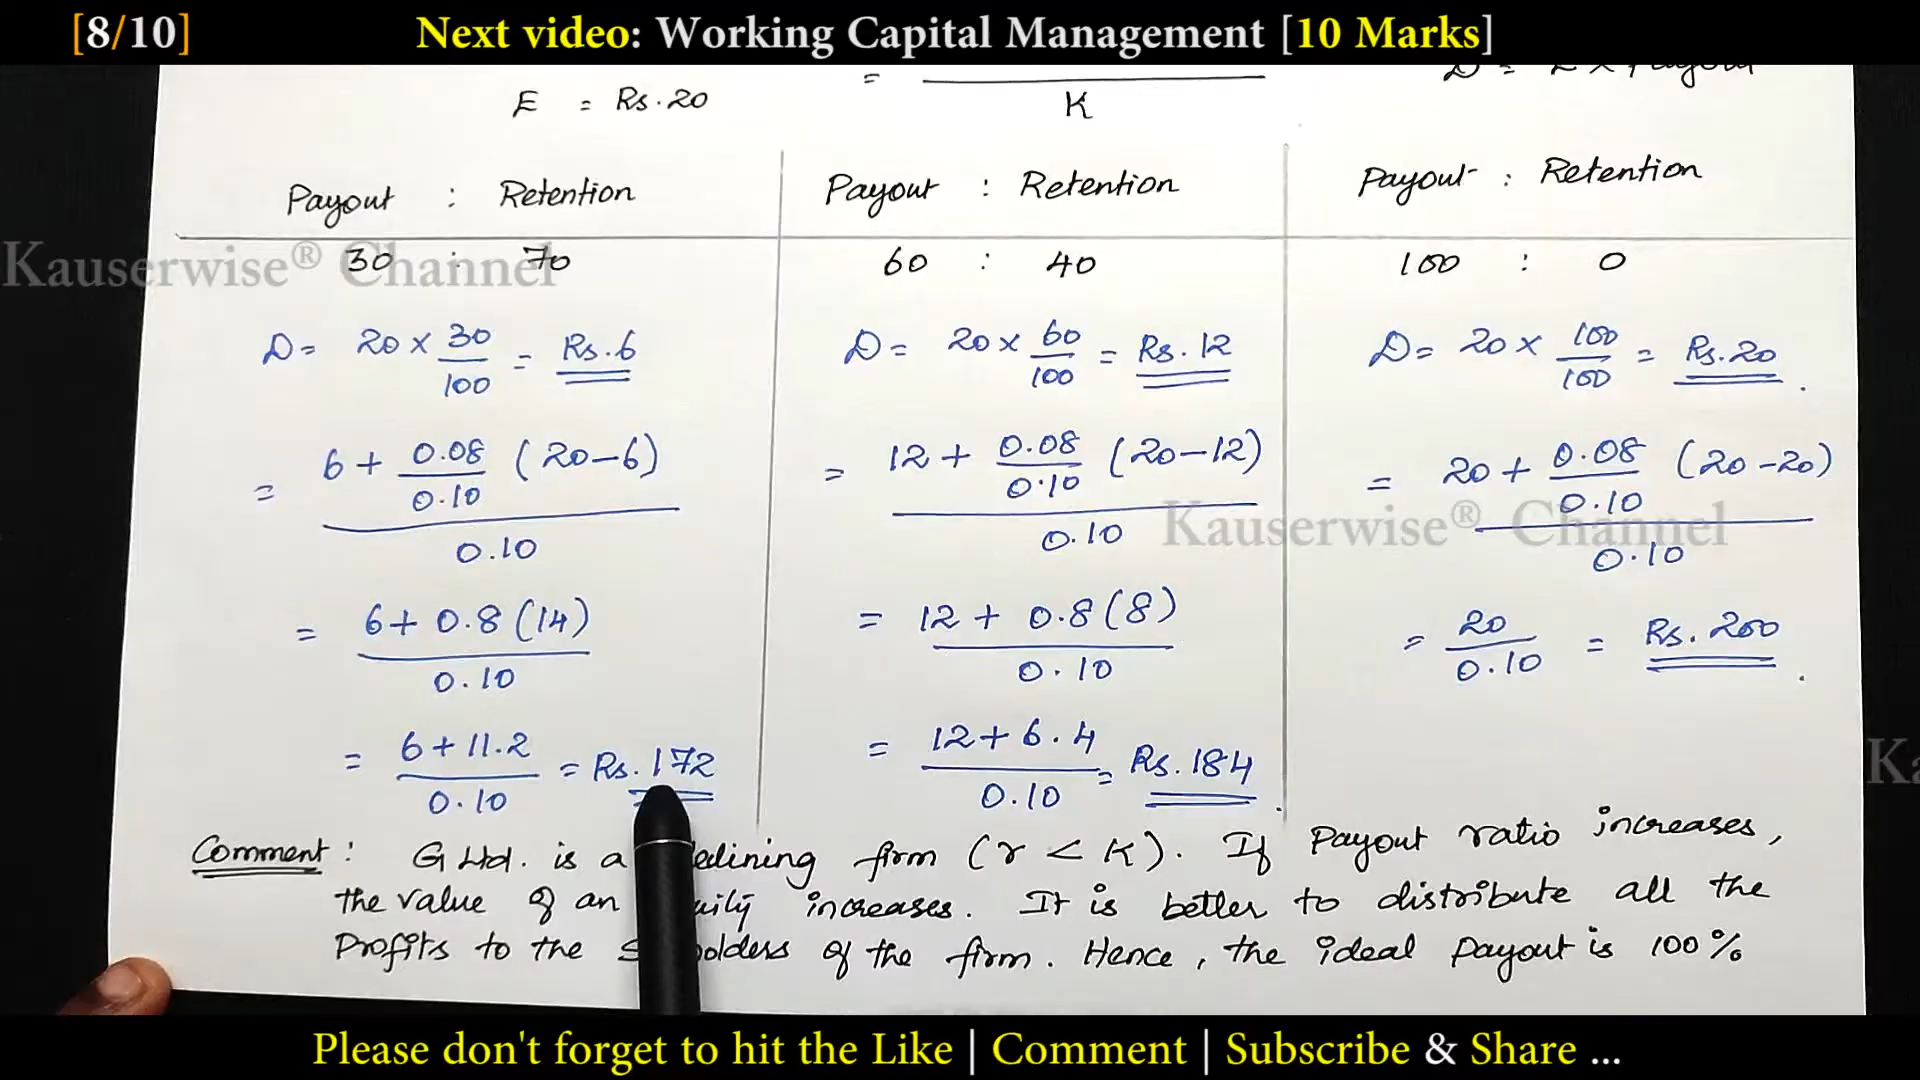 [8/10] Next video: Working Capital Management [10 Marks]
E = Rs.20
=
K
Payout : Retention
30 : 70
D = 20 × 30/100 = Rs.6
= 6 + 0.08/0.10 (20-6)
0.10
= 6 + 0.8 (14)
0.10
= 6 + 11.2
0.10
= Rs. 172
Payout : Retention
60 : 40
D = 20 × 60/100 = Rs. 12
= 12 + 0.08/0.10 (20-12)
0.10
= 12 + 0.8 (8)
0.10
= 12 + 6.4
0.10
= Rs. 184
Payout : Retention
100 : 0
D = 20 × 100/100 = Rs. 20
= 20 + 0.08/0.10 (20-20)
0.10
= 20/0.10 = Rs. 200
Comment : G Ltd. is a firm (r < K). If Payout ratio increases,
the value of an increases. It is better to distribute all the
Profits to the of the firm. Hence, the ideal payout is 100%
Kauserwise® Channel
Kauserwise® Channel
Ka
Please don't forget to hit the Like | Comment | Subscribe & Share ...